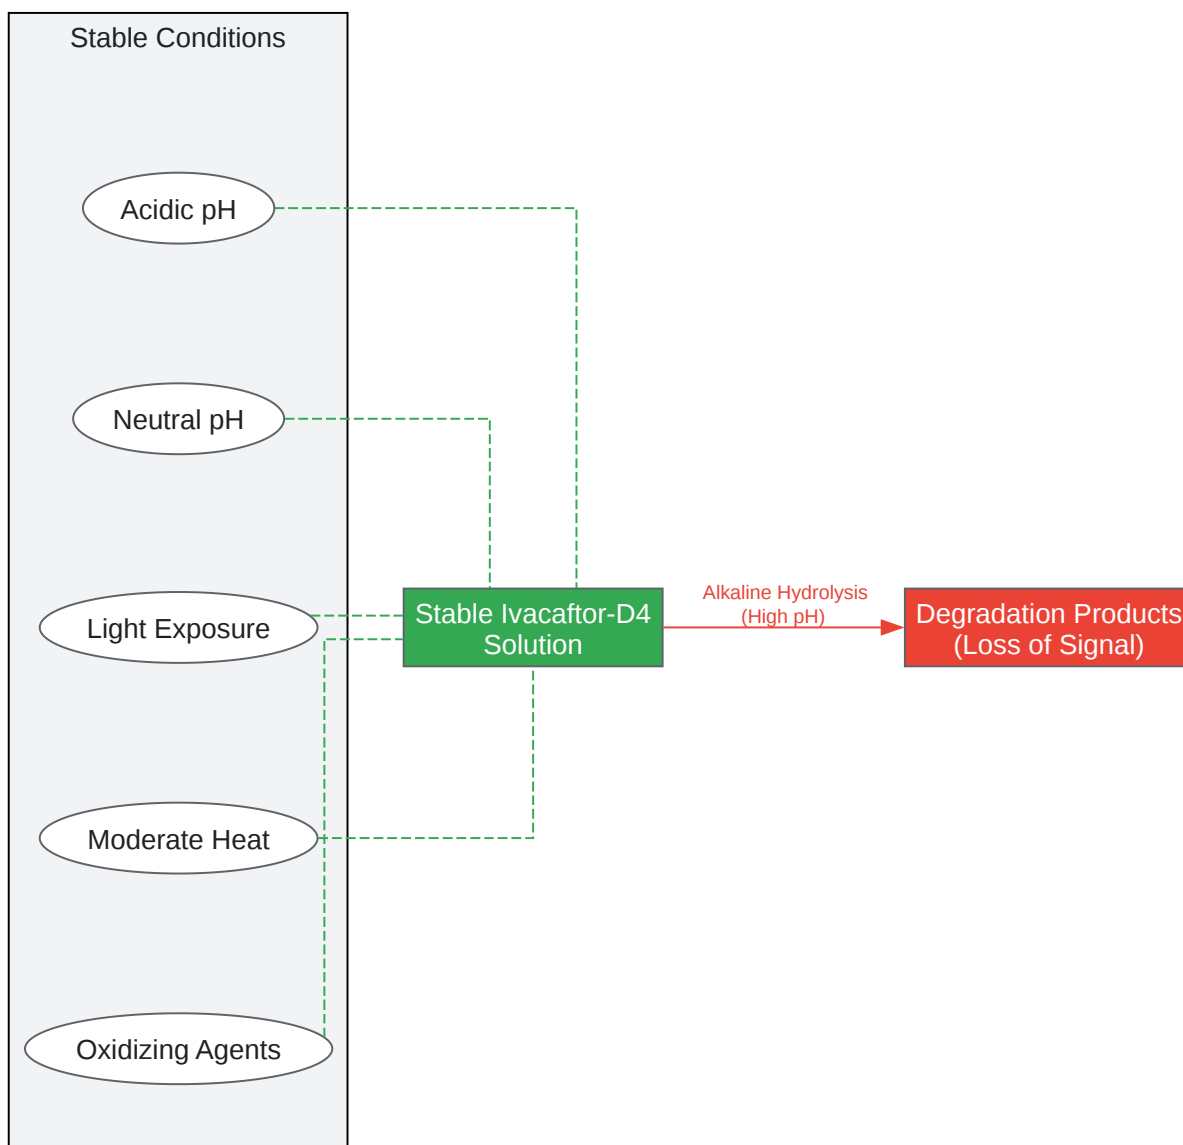 Stable Conditions
Acidic pH
Neutral pH
Light Exposure
Moderate Heat
Oxidizing Agents
Stable Ivacaftor-D4
Solution
Alkaline Hydrolysis
(High pH)
Degradation Products
(Loss of Signal)